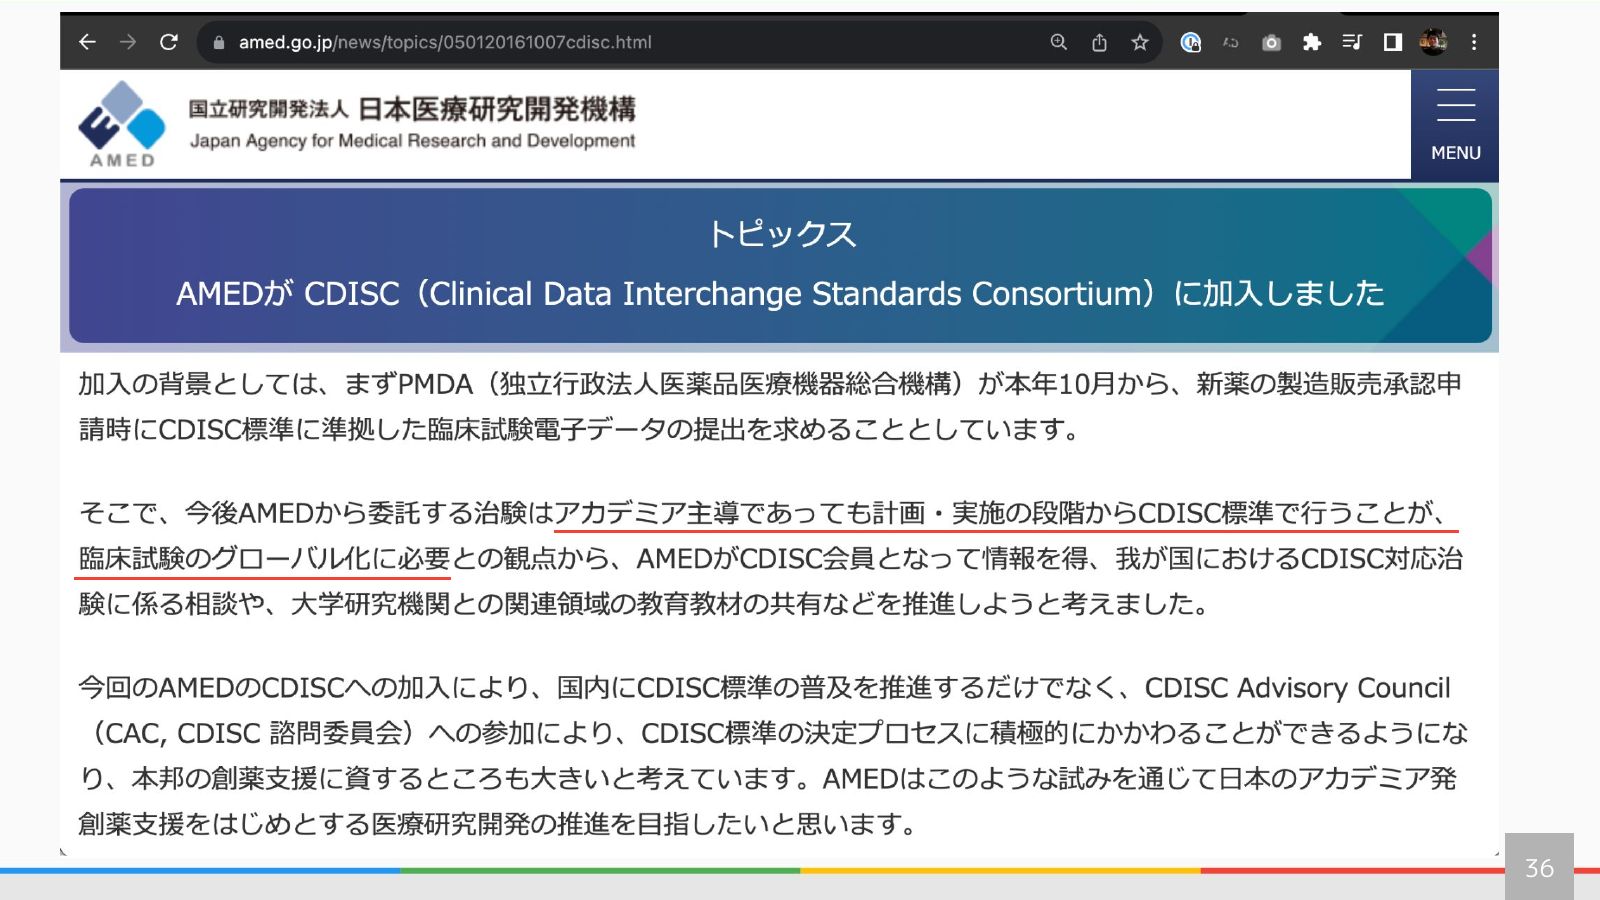 amed.go.jp/news/topics/050120161007cdisc.html
国立研究開発法人 日本医療研究開発機構
Japan Agency for Medical Research and Development
AMED
MENU
トピックス
AMEDが CDISC（Clinical Data Interchange Standards Consortium）に加入しました
加入の背景としては、まずPMDA（独立行政法人医薬品医療機器総合機構）が本年10月から、新薬の製造販売承認申
請時にCDISC標準に準拠した臨床試験電子データの提出を求めることとしています。
そこで、今後AMEDから委託する治験はアカデミア主導であっても計画・実施の段階からCDISC標準で行うことが、
臨床試験のグローバル化に必要との観点から、AMEDがCDISC会員となって情報を得、我が国におけるCDISC対応治
験に係る相談や、大学研究機関との関連領域の教育教材の共有などを推進しようと考えました。
今回のAMEDのCDISCへの加入により、国内にCDISC標準の普及を推進するだけでなく、CDISC Advisory Council
（CAC, CDISC 諮問委員会）への参加により、CDISC標準の決定プロセスに積極的にかかわることができるようにな
り、本邦の創薬支援に資するところも大きいと考えています。AMEDはこのような試みを通じて日本のアカデミア発
創薬支援をはじめとする医療研究開発の推進を目指したいと思います。
36